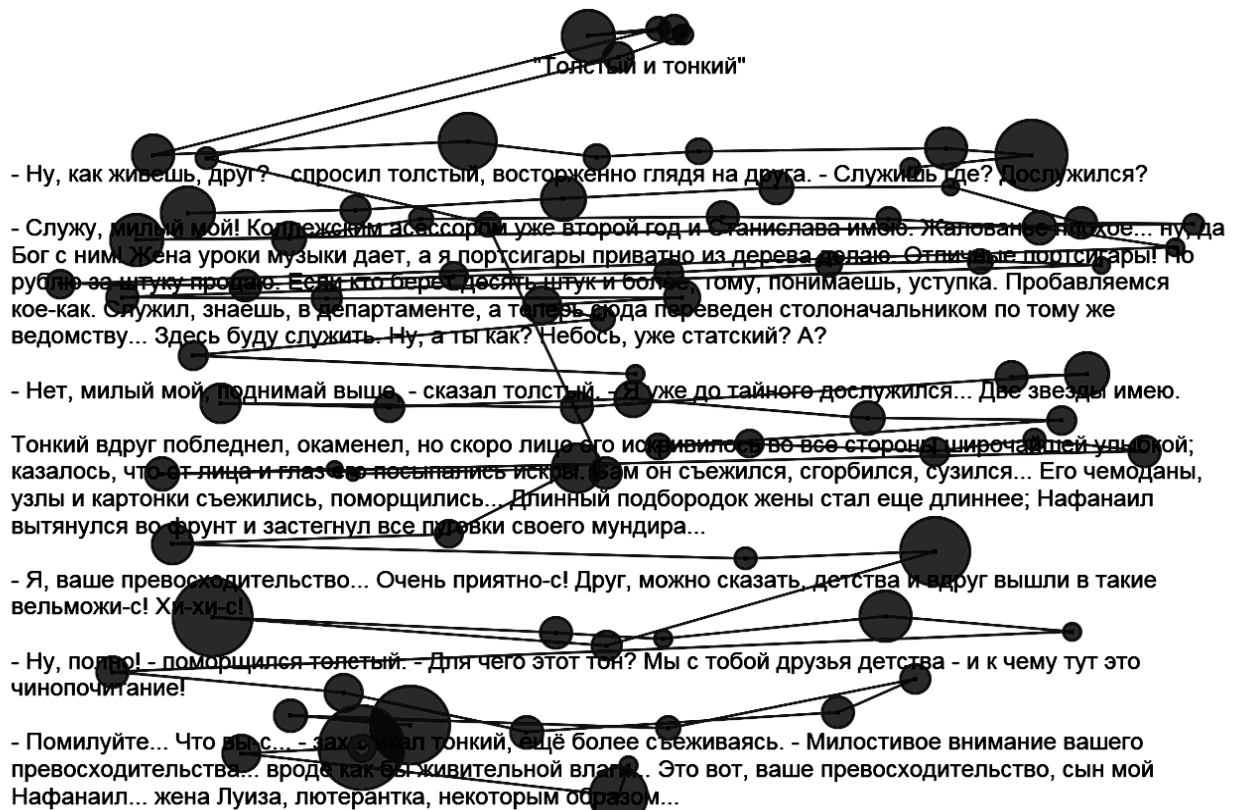 "Толстый и тонкий"
- Ну, как живешь, друг? - спросил толстый, восторженно глядя на друга. - Служишь где? Дослужился?
- Служу, милый мой! Коллежским асессором уже второй год и Станислава имею. Жалованье плохое... ну, да
Бог с ним! Жена уроки музыки дает, а я портсигары приватно из дерева делаю. Отличные портсигары! По
рублю за штуку продаю. Если кто берет десять штук и более, тому, понимаешь, уступка. Пробавляемся
кое-как. Служил, знаешь, в департаменте, а теперь сюда переведен столоначальником по тому же
ведомству... Здесь буду служить. Ну, а ты как? Небось, уже статский? А?
- Нет, милый мой, поднимай выше, - сказал толстый. - Я уже до тайного дослужился... Две звезды имею.
Тонкий вдруг побледнел, окаменел, но скоро лицо его искривилось во все стороны широчайшей улыбкой;
казалось, что от лица и глаз его посыпались искры. Сам он съежился, сгорбился, сузился... Его чемоданы,
узлы и картонки съежились, поморщились... Длинный подбородок жены стал еще длиннее; Нафанаил
вытянулся во фрунт и застегнул все пуговки своего мундира...
- Я, ваше превосходительство... Очень приятно-с! Друг, можно сказать, детства и вдруг вышли в такие
вельможи-с! Хи-хи-с!
- Ну, полно! - поморщился толстый. - Для чего этот тон? Мы с тобой друзья детства - и к чему тут это
чинопочитание!
- Помилуйте... Что вы-с... - захихикал тонкий, ещё более съеживаясь. - Милостивое внимание вашего
превосходительства... вроде как бы живительной влаги... Это вот, ваше превосходительство, сын мой
Нафанаил... жена Луиза, лютерантка, некоторым образом...